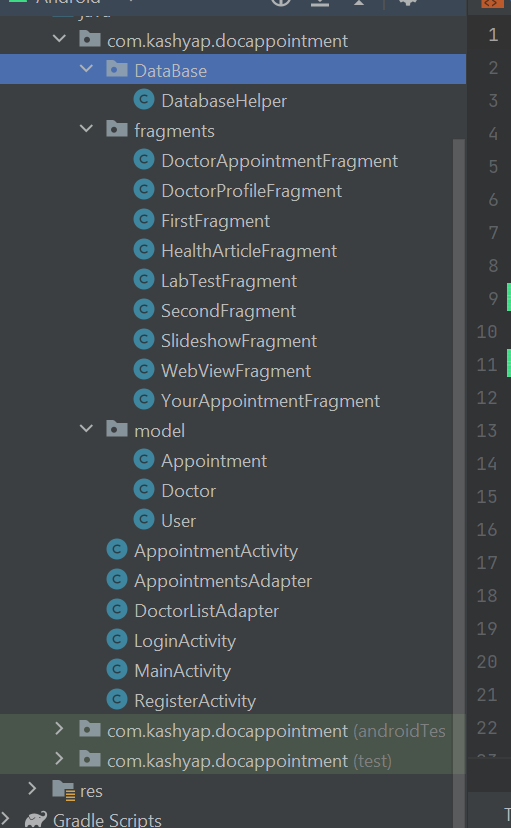 Android
java
com.kashyap.docappointment
DataBase
DatabaseHelper
fragments
DoctorAppointmentFragment
DoctorProfileFragment
FirstFragment
HealthArticleFragment
LabTestFragment
SecondFragment
SlideshowFragment
WebViewFragment
YourAppointmentFragment
model
Appointment
Doctor
User
AppointmentActivity
AppointmentsAdapter
DoctorListAdapter
LoginActivity
MainActivity
RegisterActivity
com.kashyap.docappointment (androidTes
com.kashyap.docappointment (test)
res
Gradle Scripts
1
2
3
4
5
6
7
8
9
10
11
12
13
14
15
16
17
18
19
20
21
22
23
T